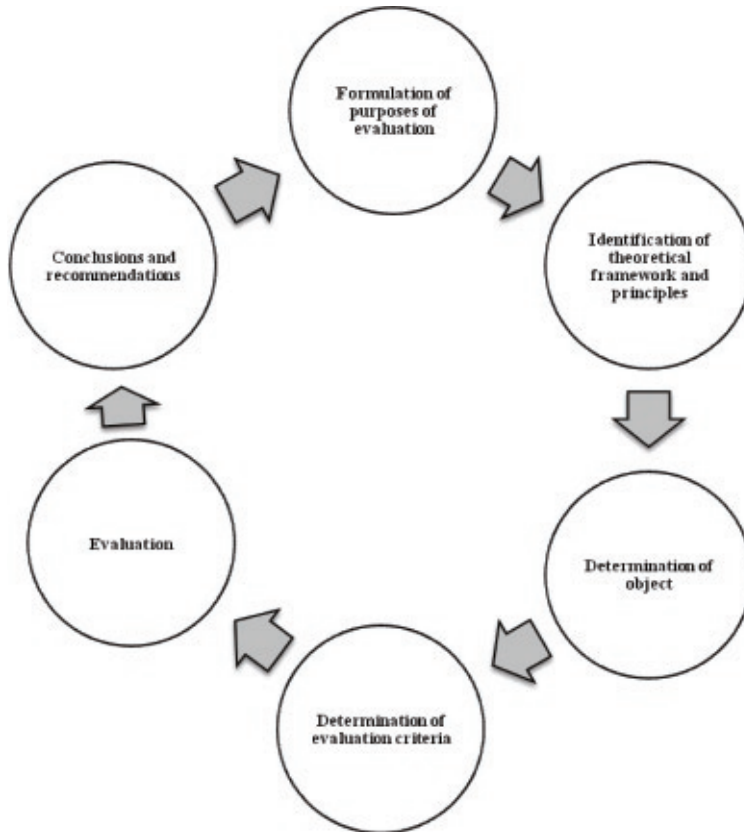 Formulation of
purposes of
evaluation
Identification of
theoretical
framework and
principles
Determination of
object
Determination of
evaluation criteria
Evaluation
Conclusions and
recommendations